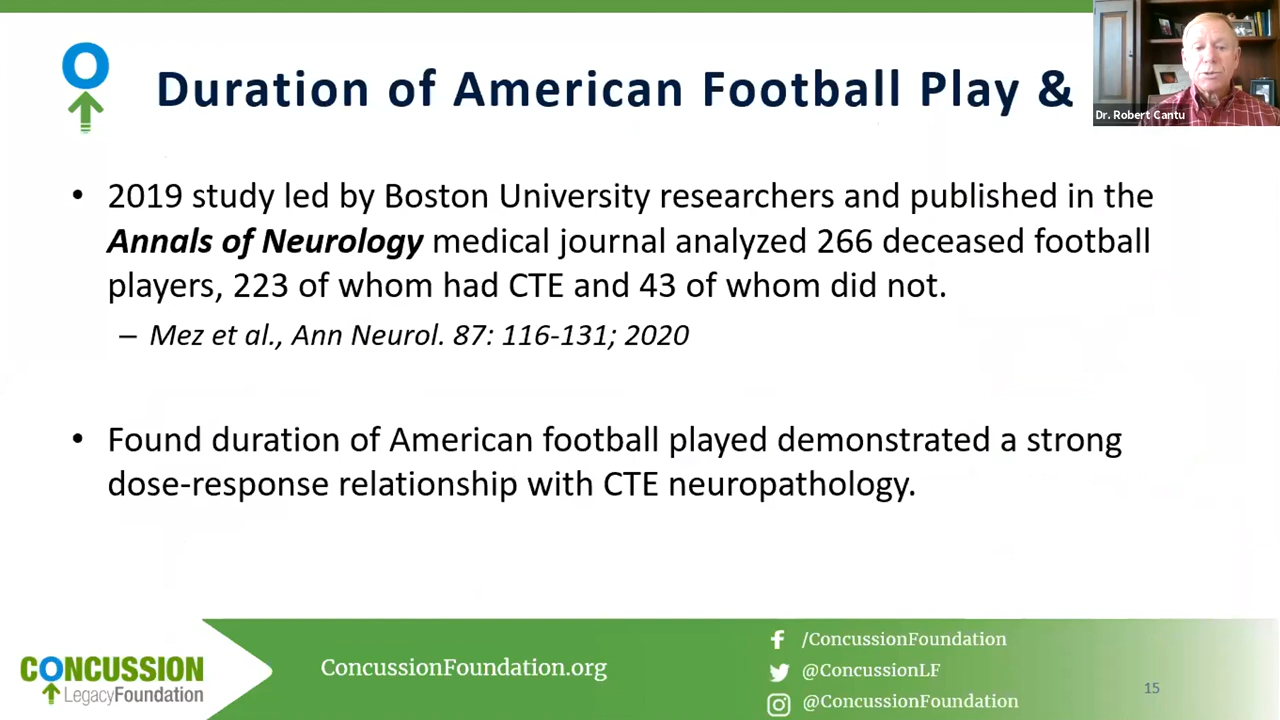 Duration of American Football Play &
Dr. Robert Cantu
• 2019 study led by Boston University researchers and published in the
Annals of Neurology medical journal analyzed 266 deceased football
players, 223 of whom had CTE and 43 of whom did not.
– Mez et al., Ann Neurol. 87: 116-131; 2020
• Found duration of American football played demonstrated a strong
dose-response relationship with CTE neuropathology.
CONCUSSION
LegacyFoundation
ConcussionFoundation.org
/ConcussionFoundation
@ConcussionLF
@ConcussionFoundation
15